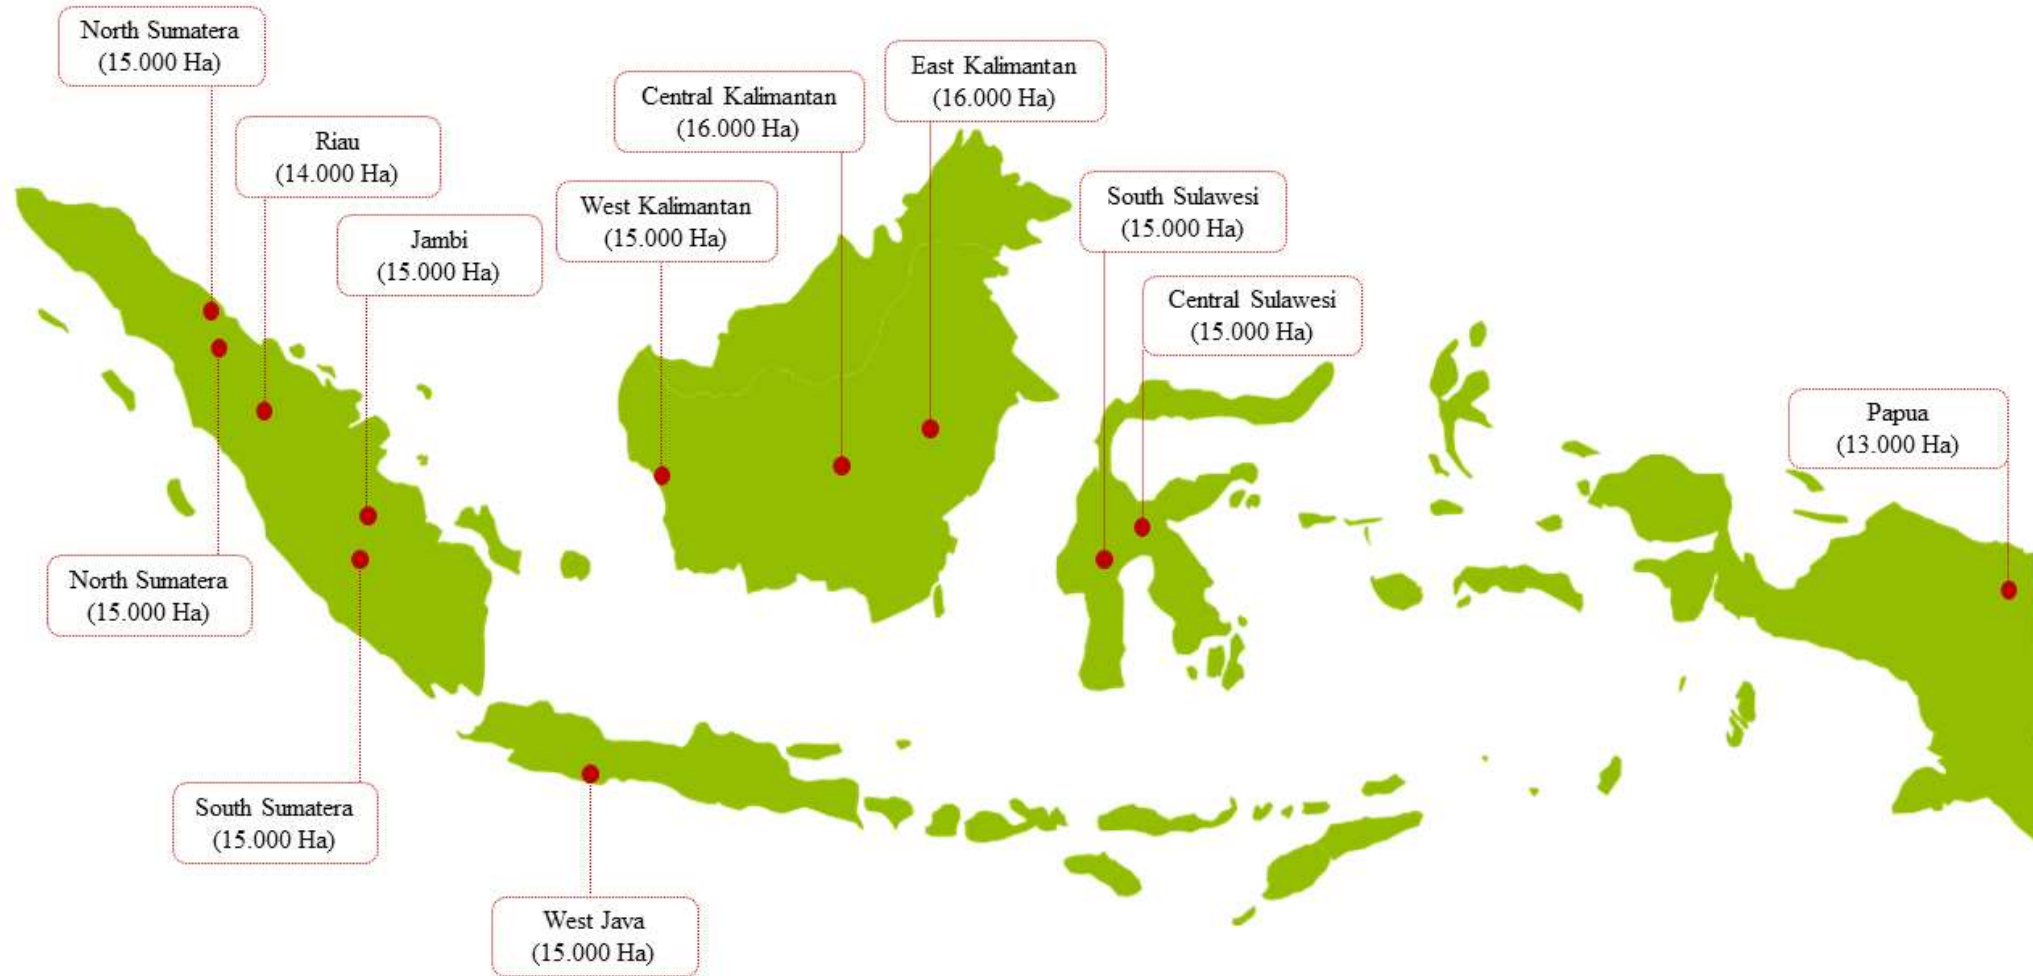 North Sumatera
(15.000 Ha)
Riau
(14.000 Ha)
Jambi
(15.000 Ha)
West Kalimantan
(15.000 Ha)
Central Kalimantan
(16.000 Ha)
East Kalimantan
(16.000 Ha)
South Sulawesi
(15.000 Ha)
Central Sulawesi
(15.000 Ha)
Papua
(13.000 Ha)
North Sumatera
(15.000 Ha)
South Sumatera
(15.000 Ha)
West Java
(15.000 Ha)